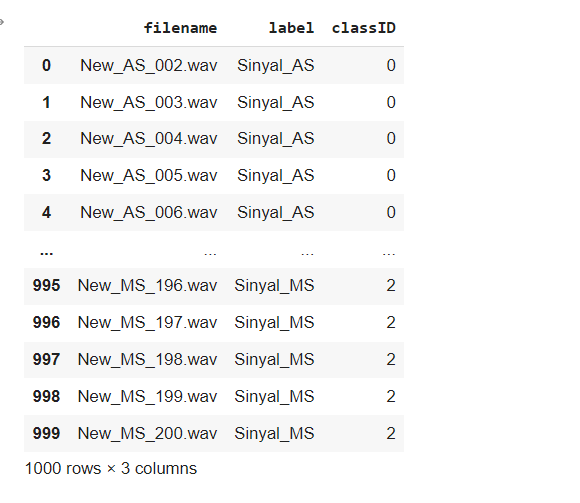 filename label classID
0 New_AS_002.wav Sinyal_AS 0
1 New_AS_003.wav Sinyal_AS 0
2 New_AS_004.wav Sinyal_AS 0
3 New_AS_005.wav Sinyal_AS 0
4 New_AS_006.wav Sinyal_AS 0
... ... ... ...
995 New_MS_196.wav Sinyal_MS 2
996 New_MS_197.wav Sinyal_MS 2
997 New_MS_198.wav Sinyal_MS 2
998 New_MS_199.wav Sinyal_MS 2
999 New_MS_200.wav Sinyal_MS 2
1000 rows × 3 columns